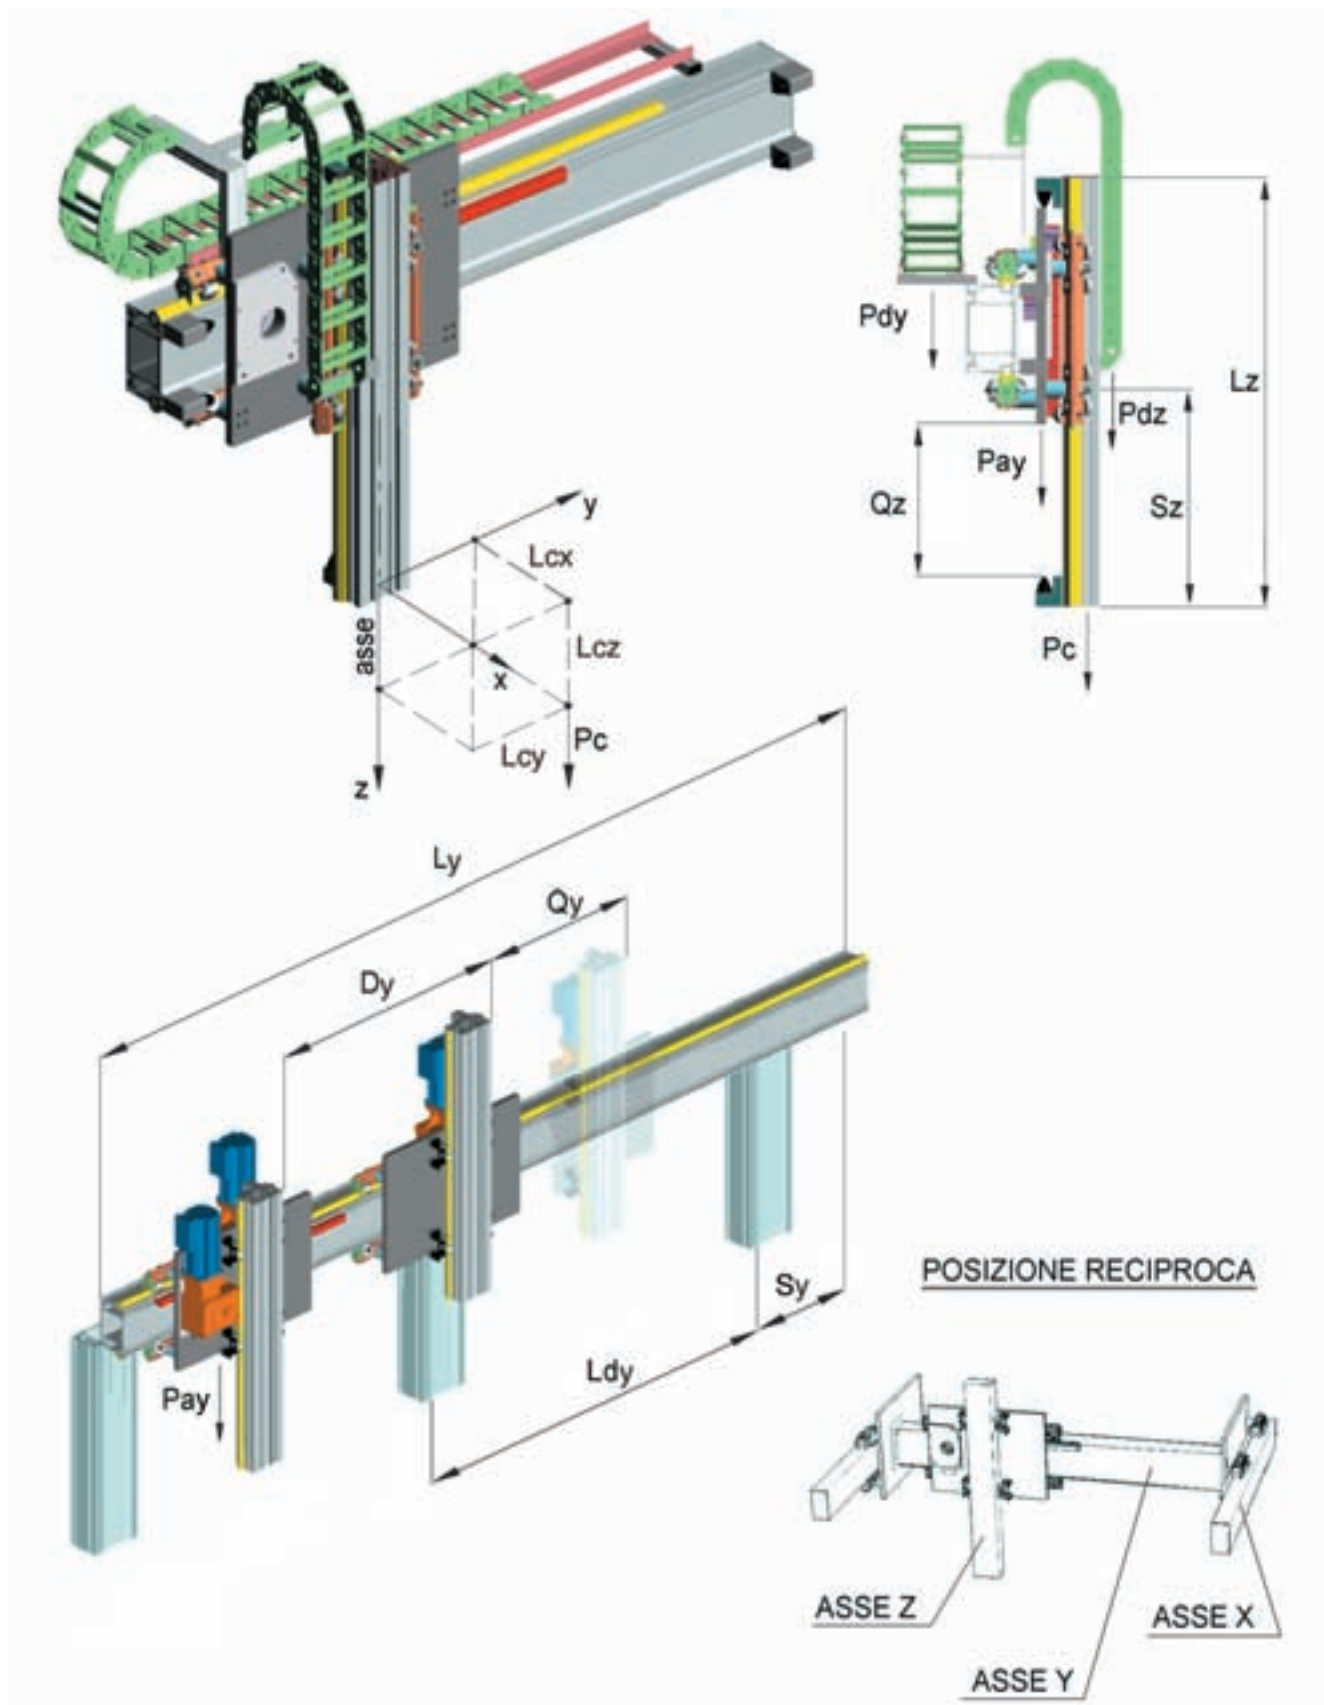 Pdy
Lz
Pdz
Pay
Qz
Sz
Pc
y
Lcx
asse
Lcz
x
Lcy
Pc
z
Ly
Qy
Dy
Sy
Ldy
Pay
POSIZIONE RECIPROCA
ASSE Z
ASSE X
ASSE Y